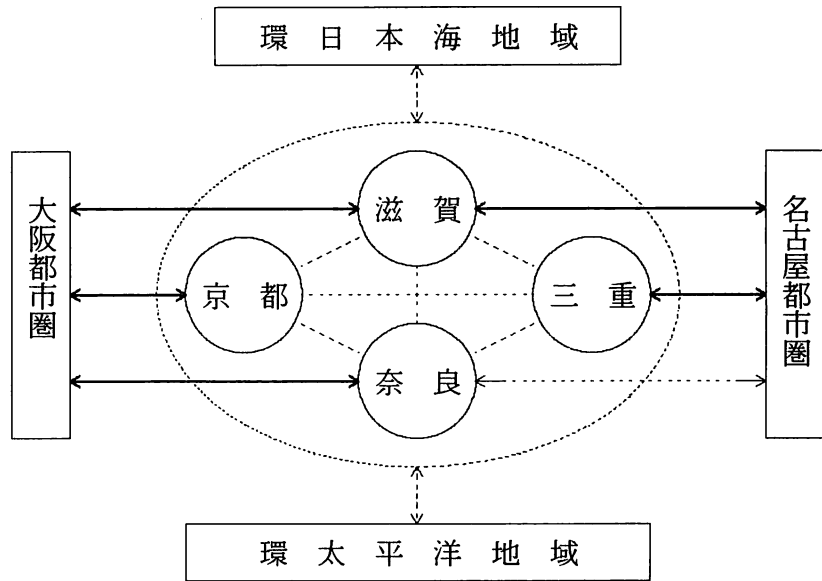 環日本海地域
大阪都市圏
名古屋都市圏
滋賀
京都
三重
奈良
環太平洋地域